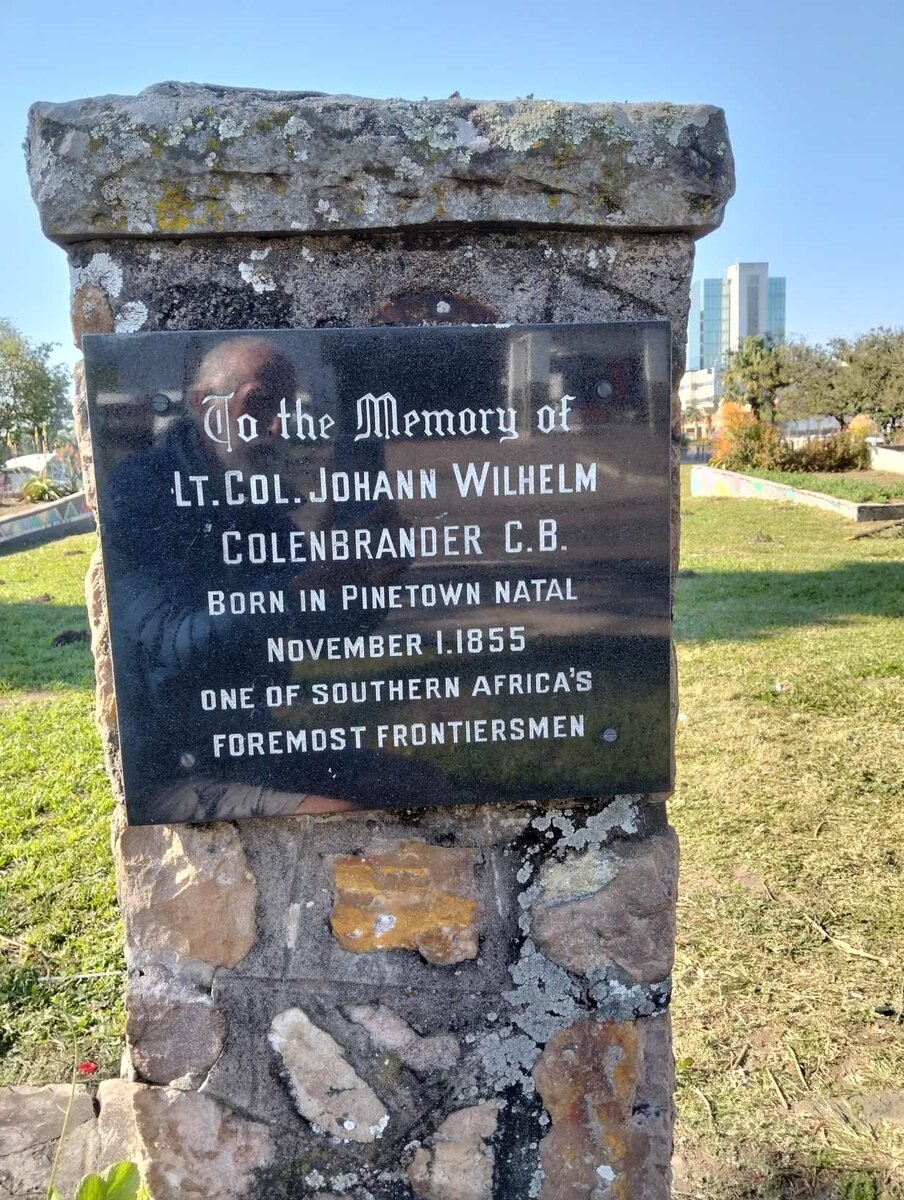 To the Memory of
LT. COL. JOHANN WILHELM
COLENBRANDER C.B.
BORN IN PINETOWN NATAL
NOVEMBER 1.1855
ONE OF SOUTHERN AFRICA'S
FOREMOST FRONTIERSMEN